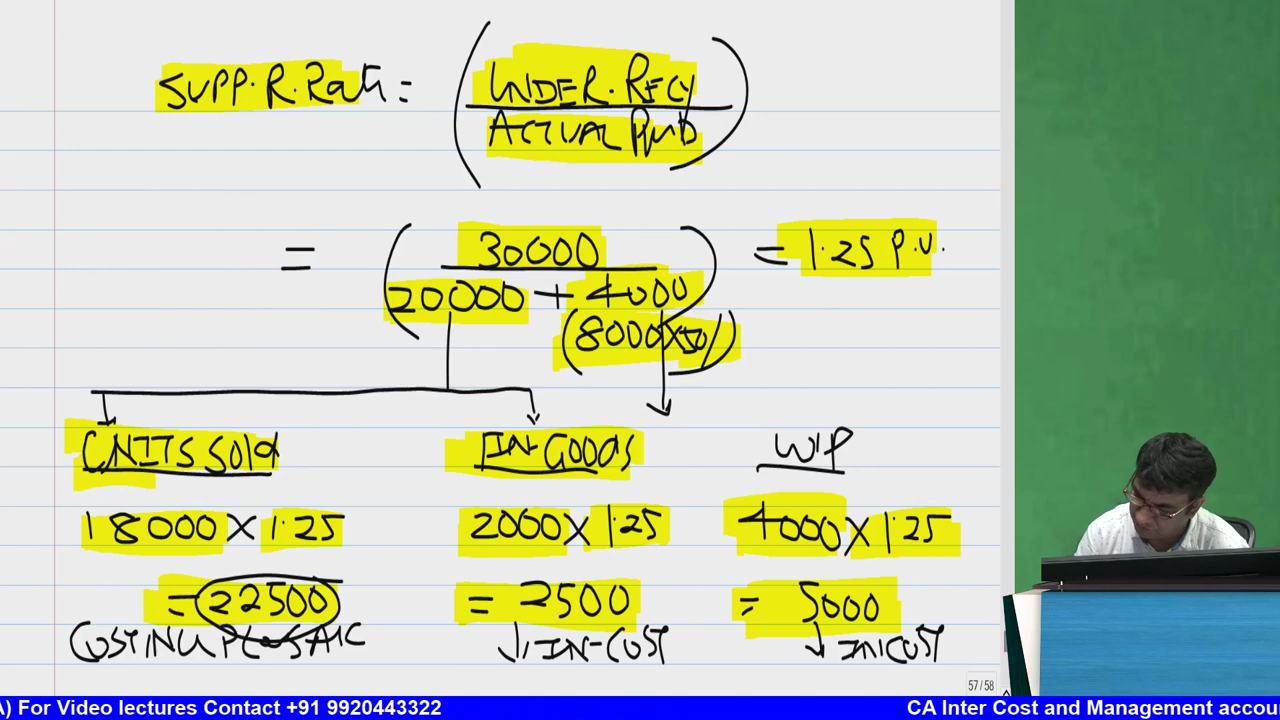 SUPP. R. Rate = (UNDER. RECY / ACTUAL Prod)
= (30000 / 20000 + 4000 (8000 x 50%)) = 1.25 P.U.
UNITS Sold FIN Goods WIP
18000 x 1.25 2000 x 1.25 4000 x 1.25
= 22500 = 2500 = 5000
COSTING P L A/C ↓ IN COST ↓ IN COST
57 / 58
A) For Video lectures Contact +91 9920443322 CA Inter Cost and Management accou